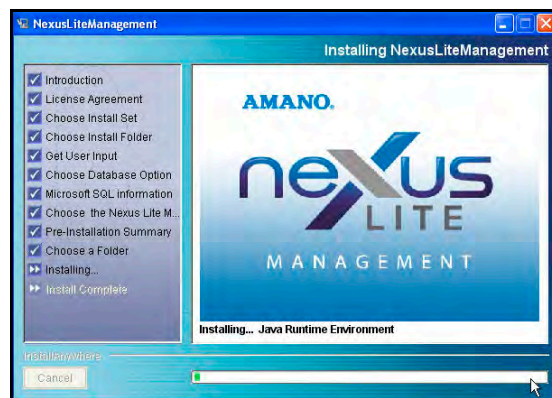 NexusLiteManagement
Installing NexusLiteManagement
Introduction
License Agreement
Choose Install Set
Choose Install Folder
Get User Input
Choose Database Option
Microsoft SQL information
Choose the Nexus Lite M...
Pre-Installation Summary
Choose a Folder
Installing...
Install Complete
AMANO.
neXus
LITE
MANAGEMENT
Installing... Java Runtime Environment
InstallAnywhere
Cancel